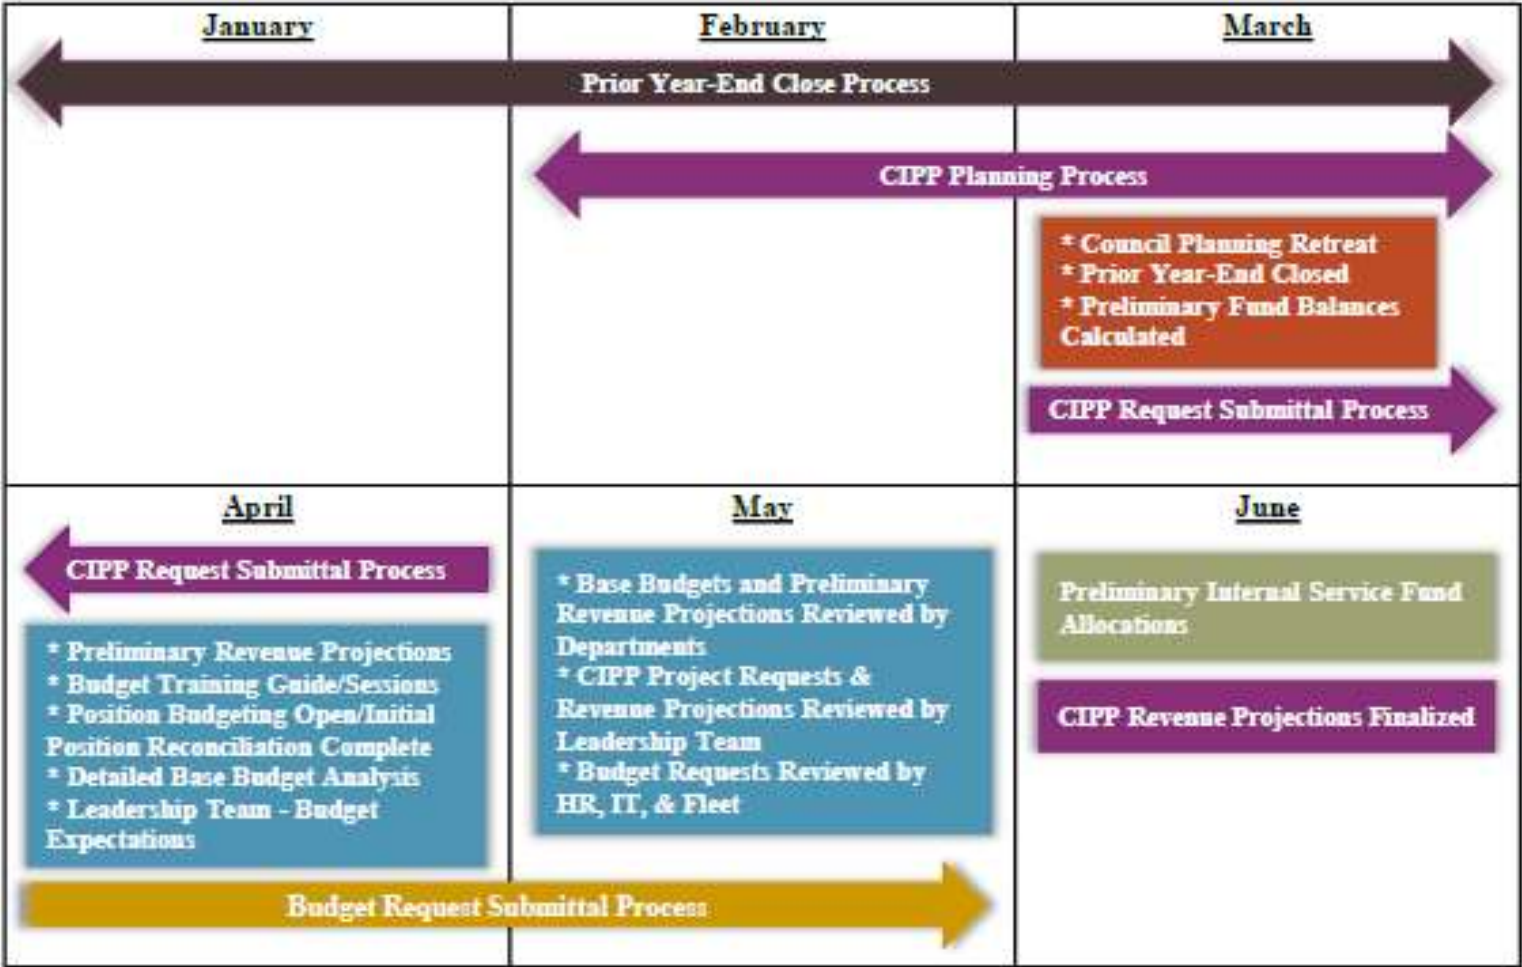 January
February
March
Prior Year-End Close Process
CIPP Planning Process
* Council Planning Retreat
* Prior Year-End Closed
* Preliminary Fund Balances
Calculated
CIPP Request Submittal Process
April
May
June
CIPP Request Submittal Process
* Preliminary Revenue Projections
* Budget Training Guide/Sessions
* Position Budgeting Open/Initial
Position Reconciliation Complete
* Detailed Base Budget Analysis
* Leadership Team - Budget
Expectations
* Base Budgets and Preliminary
Revenue Projections Reviewed by
Departments
* CIPP Project Requests &
Revenue Projections Reviewed by
Leadership Team
* Budget Requests Reviewed by
HR, IT, & Fleet
Preliminary Internal Service Fund
Allocations
CIPP Revenue Projections Finalized
Budget Request Submittal Process